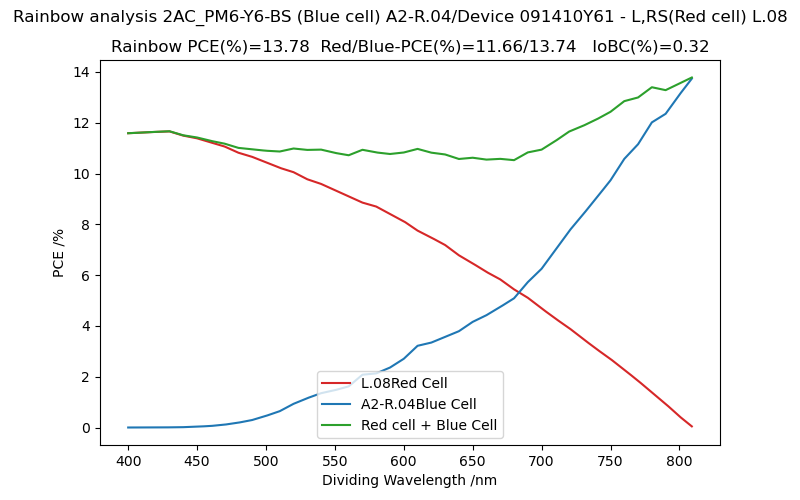 Rainbow analysis 2AC_PM6-Y6-BS (Blue cell) A2-R.04/Device 091410Y61 - L,RS(Red cell) L.08
Rainbow PCE(%)=13.78  Red/Blue-PCE(%)=11.66/13.74   IoBC(%)=0.32
14
12
10
8
6
4
2
0
PCE /%
L.08Red Cell
A2-R.04Blue Cell
Red cell + Blue Cell
400 450 500 550 600 650 700 750 800
Dividing Wavelength /nm